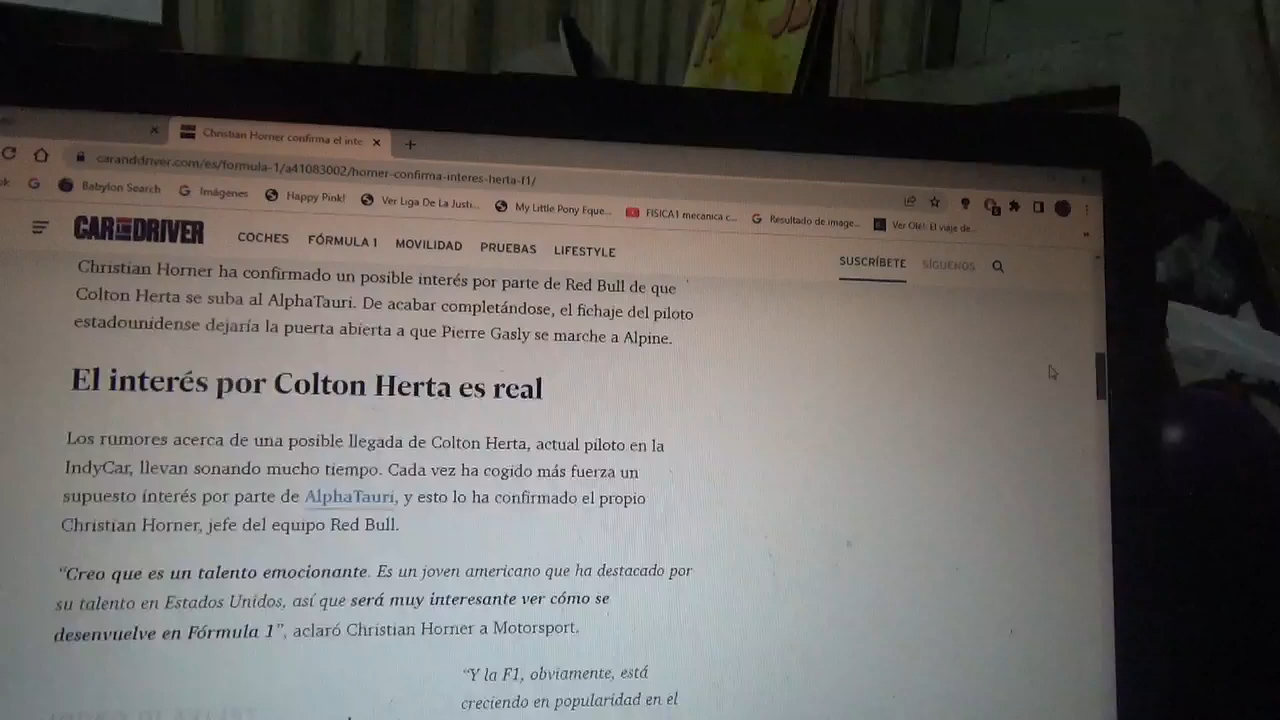 Christian Horner confirma el inte
caranddriver.com/es/formula-1/a41083002/horner-confirma-interes-herta-f1/
Babylon Search Imágenes Happy Pink! Ver Liga De La Justi... My Little Pony Eque... FISICA1 mecanica c... Resultado de image... Ver Olé!: El viaje de...
CAR AND DRIVER COCHES FÓRMULA 1 MOVILIDAD PRUEBAS LIFESTYLE SUSCRÍBETE SÍGUENOS
Christian Horner ha confirmado un posible interés por parte de Red Bull de que
Colton Herta se suba al AlphaTauri. De acabar completándose, el fichaje del piloto
estadounidense dejaría la puerta abierta a que Pierre Gasly se marche a Alpine.
El interés por Colton Herta es real
Los rumores acerca de una posible llegada de Colton Herta, actual piloto en la
IndyCar, llevan sonando mucho tiempo. Cada vez ha cogido más fuerza un
supuesto interés por parte de AlphaTauri, y esto lo ha confirmado el propio
Christian Horner, jefe del equipo Red Bull.
“Creo que es un talento emocionante. Es un joven americano que ha destacado por
su talento en Estados Unidos, así que será muy interesante ver cómo se
desenvuelve en Fórmula 1”, aclaró Christian Horner a Motorsport.
“Y la F1, obviamente, está
creciendo en popularidad en el